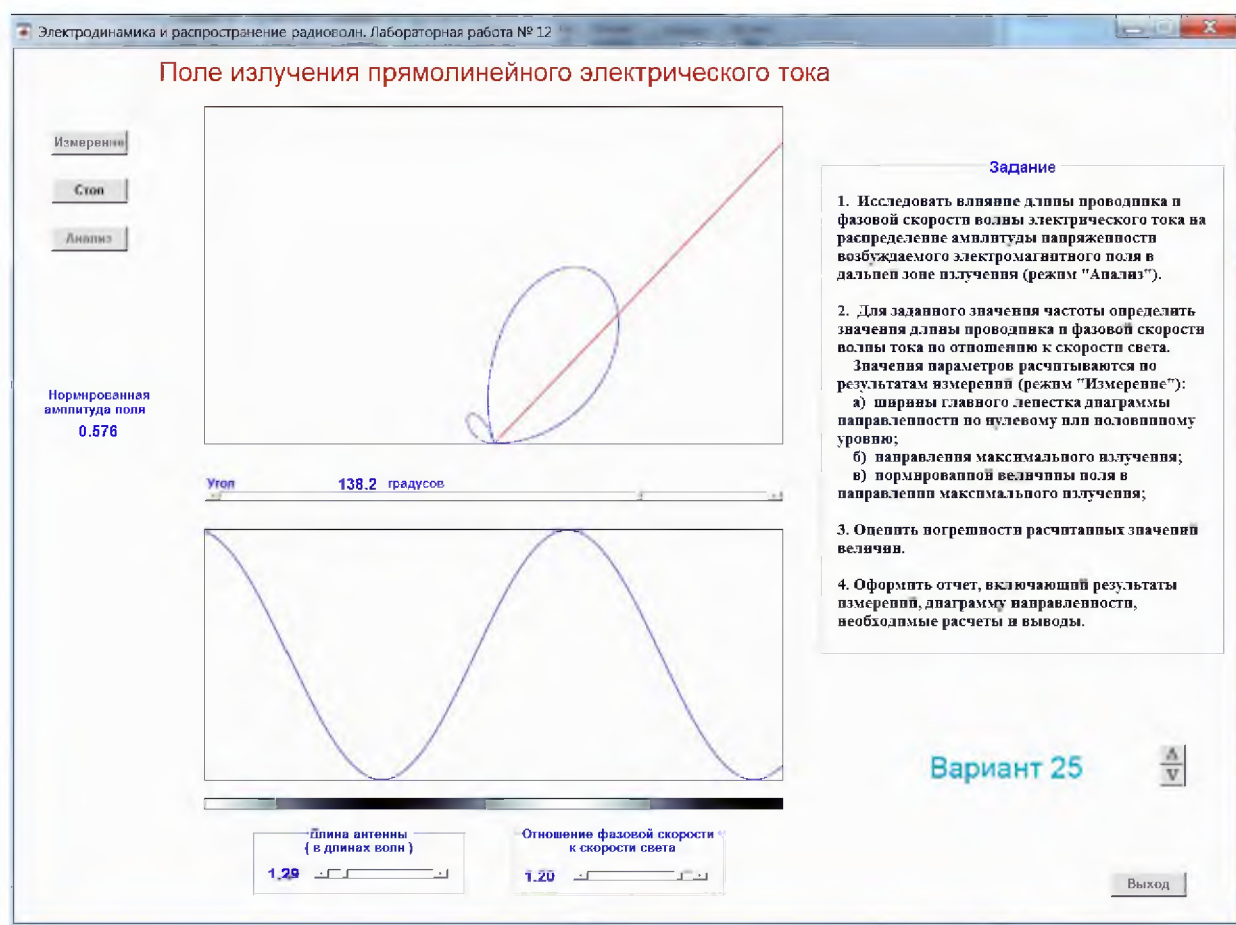 Электродинамика и распространение радиоволн. Лабораторная работа № 12
Поле излучения прямолинейного электрического тока
Измерение
Стоп
Анализ
Нормированная
амплитуда поля
0.576
Угол 138.2 градусов
Длина антенны
( в длинах волн )
1.29
Отношение фазовой скорости
к скорости света
1.20
Задание
1. Исследовать влияние длины проводника и
фазовой скорости волны электрического тока на
распределение амплитуды напряженности
возбуждаемого электромагнитного поля в
дальней зоне излучения (режим "Анализ").
2. Для заданного значения частоты определить
значения длины проводника и фазовой скорости
волны тока по отношению к скорости света.
Значения параметров расчитываются по
результатам измерений (режим "Измерение"):
а) ширины главного лепестка диаграммы
направленности по нулевому или половинному
уровню;
б) направления максимального излучения;
в) нормированной величины поля в
направлении максимального излучения;
3. Оценить погрешности расчитанных значений
величин.
4. Оформить отчет, включающий результаты
измерений, диаграмму направленности,
необходимые расчеты и выводы.
Вариант 25
Λ
V
Выход